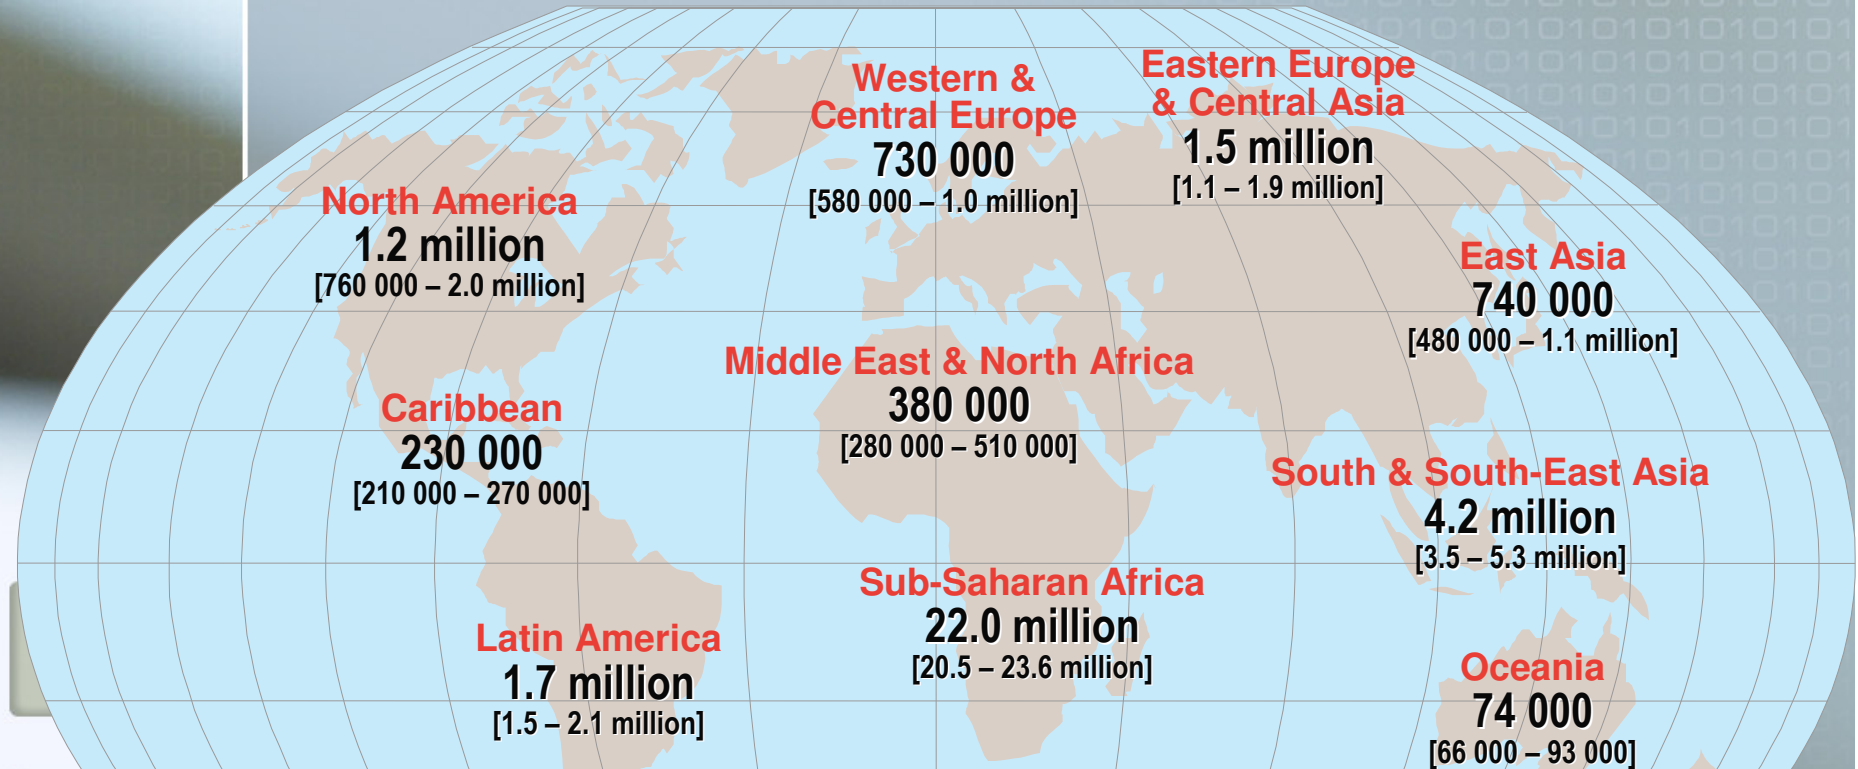 Western &
Central Europe
730 000
[580 000 – 1.0 million]
Eastern Europe
& Central Asia
1.5 million
[1.1 – 1.9 million]
North America
1.2 million
[760 000 – 2.0 million]
East Asia
740 000
[480 000 – 1.1 million]
Middle East & North Africa
380 000
[280 000 – 510 000]
Caribbean
230 000
[210 000 – 270 000]
South & South-East Asia
4.2 million
[3.5 – 5.3 million]
Sub-Saharan Africa
22.0 million
[20.5 – 23.6 million]
Latin America
1.7 million
[1.5 – 2.1 million]
Oceania
74 000
[66 000 – 93 000]